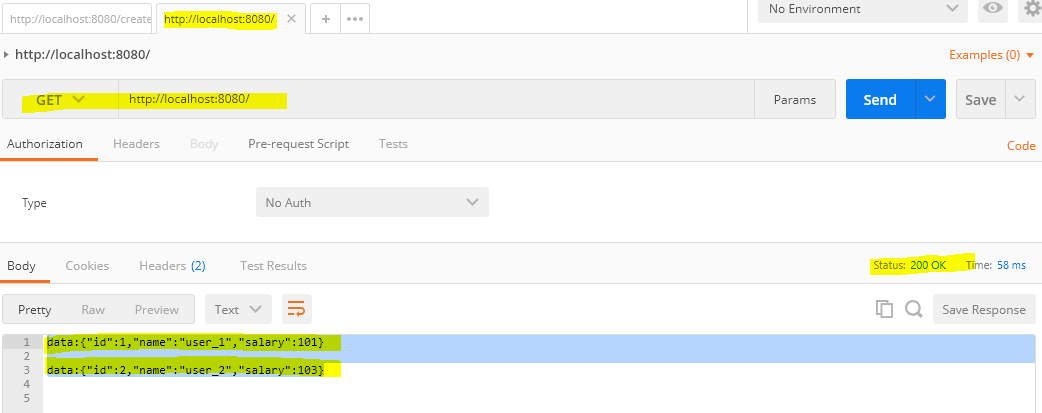 http://localhost:8080/create
http://localhost:8080/
No Environment
http://localhost:8080/
Examples (0)
GET
http://localhost:8080/
Params
Send
Save
Authorization
Headers
Body
Pre-request Script
Tests
Code
Type
No Auth
Body
Cookies
Headers (2)
Test Results
Status: 200 OK
Time: 58 ms
Pretty
Raw
Preview
Text
Save Response
1 data:{"id":1,"name":"user_1","salary":101}
2
3 data:{"id":2,"name":"user_2","salary":103}
4
5